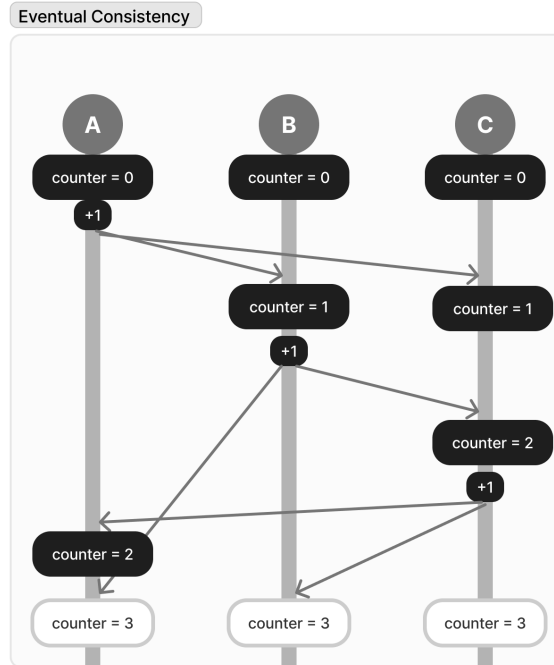 Eventual Consistency
A B C
counter = 0 counter = 0 counter = 0
+1
counter = 1 counter = 1
+1
counter = 2
+1
counter = 2
counter = 3 counter = 3 counter = 3